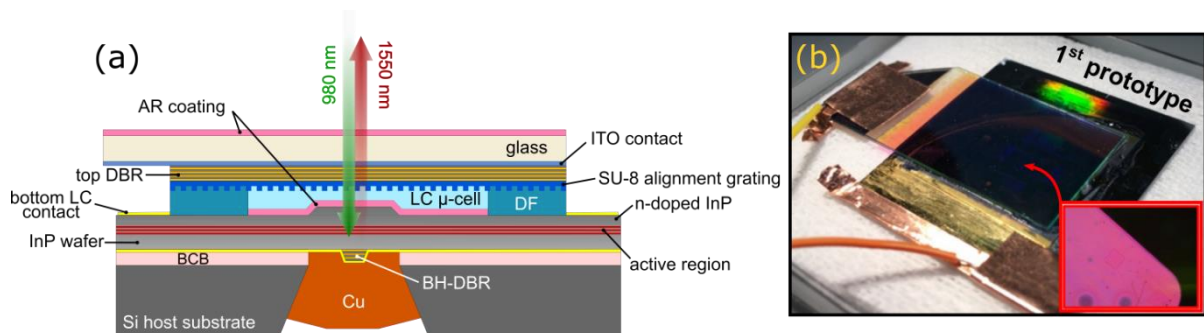 (a)
980 nm
1550 nm
AR coating
ITO contact
glass
top DBR
SU-8 alignment grating
bottom LC
contact
LC μ-cell
DF
n-doped InP
InP wafer
active region
BCB
BH-DBR
Cu
Si host substrate
(b)
1st prototype